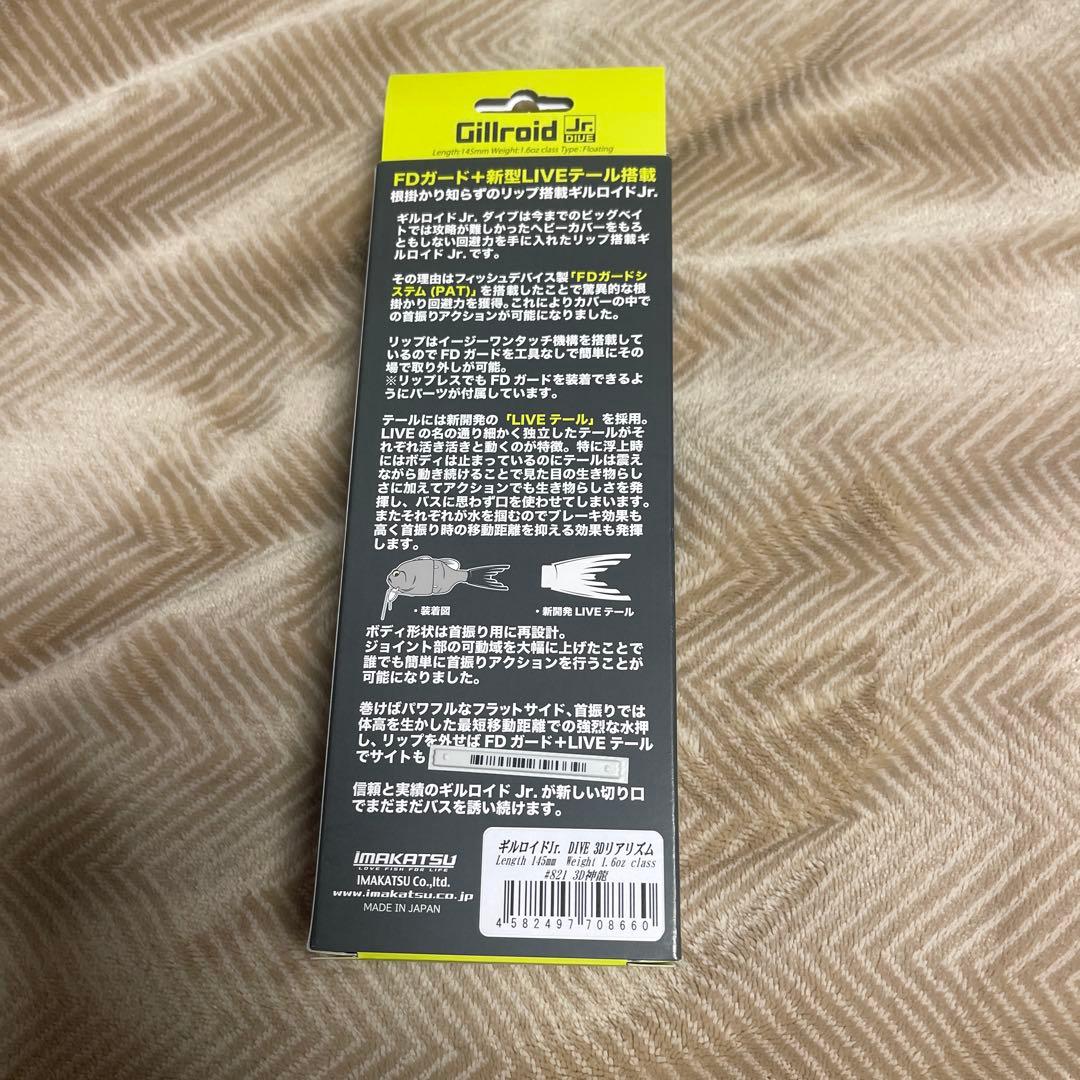 Gillroid Jr. DIVE
Length:145mm Weight:1.6oz class Type:Floating
FDガード＋新型LIVEテール搭載
根掛かり知らずのリップ搭載ギルロイドJr.
ギルロイドJr. ダイブは今までのビッグベイ
トでは攻略が難しかったヘビーカバーをもろ
ともしない回避力を手に入れたリップ搭載ギ
ルロイド Jr. です。
その理由はフィッシュデバイス製「FDガードシ
ステム (PAT)」を搭載したことで驚異的な根
掛かり回避力を獲得。これによりカバーの中で
の首振りアクションが可能になりました。
リップはイージーワンタッチ機構を搭載して
いるので FD ガードを工具なしで簡単にその
場で取り外しが可能。
※リップレスでも FD ガードを装着できるよ
うにパーツが付属しています。
テールには新開発の「LIVE テール」を採用。
LIVE の名の通り細かく独立したテールがそ
れぞれ活き活きと動くのが特徴。特に浮上時
にはボディは止まっているのにテールは震え
ながら動き続けることで見た目の生き物らし
さに加えてアクションでも生き物らしさを発
揮し、バスに思わず口を使わせてしまいます。
またそれぞれが水を掴むのでブレーキ効果も
高く首振り時の移動距離を抑える効果も発揮
します。
・装着図
・新開発 LIVE テール
ボディ形状は首振り用に再設計。
ジョイント部の可動域を大幅に上げたことで
誰でも簡単に首振りアクションを行うことが
可能になりました。
巻けばパワフルなフラットサイド、首振りでは
体高を生かした最短移動距離での強烈な水押
し、リップを外せば FD ガード＋LIVE テール
でサイトも
信頼と実績のギルロイド Jr. が新しい切り口
でまだまだバスを誘い続けます。
IMAKATSU
LOVE FISH FOR LIFE
IMAKATSU Co.,ltd.
www.imakatsu.co.jp
MADE IN JAPAN
ギルロイドJr. DIVE 3Dリアリズム
Length 145mm Weight 1.6oz class
#821 3D神龍
4 582497 708660